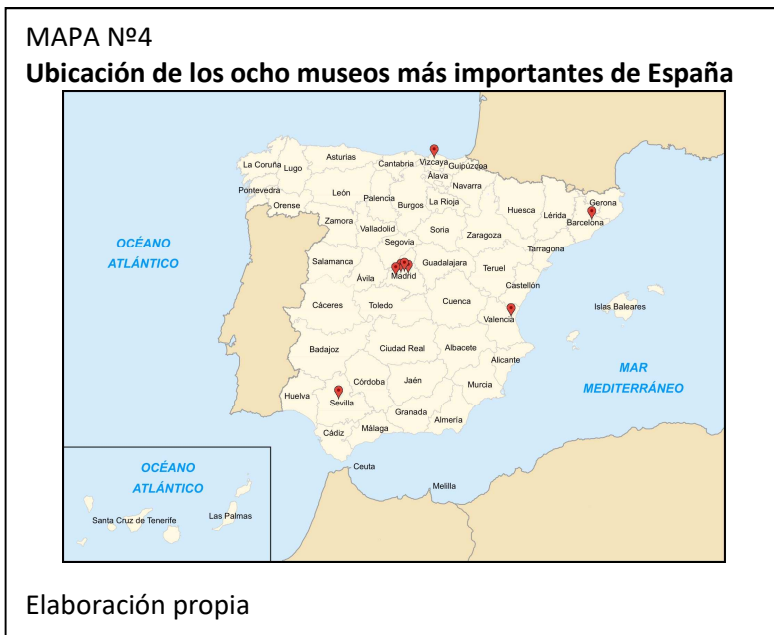 MAPA Nº4
Ubicación de los ocho museos más importantes de España
La Coruña
Lugo
Asturias
Cantabria
Vizcaya
Guipúzcoa
Álava
Navarra
Pontevedra
Orense
León
Palencia
Burgos
La Rioja
Huesca
Lérida
Gerona
Barcelona
Zamora
Valladolid
Soria
Zaragoza
Tarragona
Segovia
OCÉANO
ATLÁNTICO
Salamanca
Ávila
Madrid
Guadalajara
Teruel
Castellón
Cáceres
Toledo
Cuenca
Valencia
Islas Baleares
Badajoz
Ciudad Real
Albacete
Alicante
MAR
MEDITERRÁNEO
Huelva
Sevilla
Córdoba
Jaén
Murcia
Granada
Almería
Cádiz
Málaga
Ceuta
Melilla
OCÉANO
ATLÁNTICO
Santa Cruz de Tenerife
Las Palmas
Elaboración propia